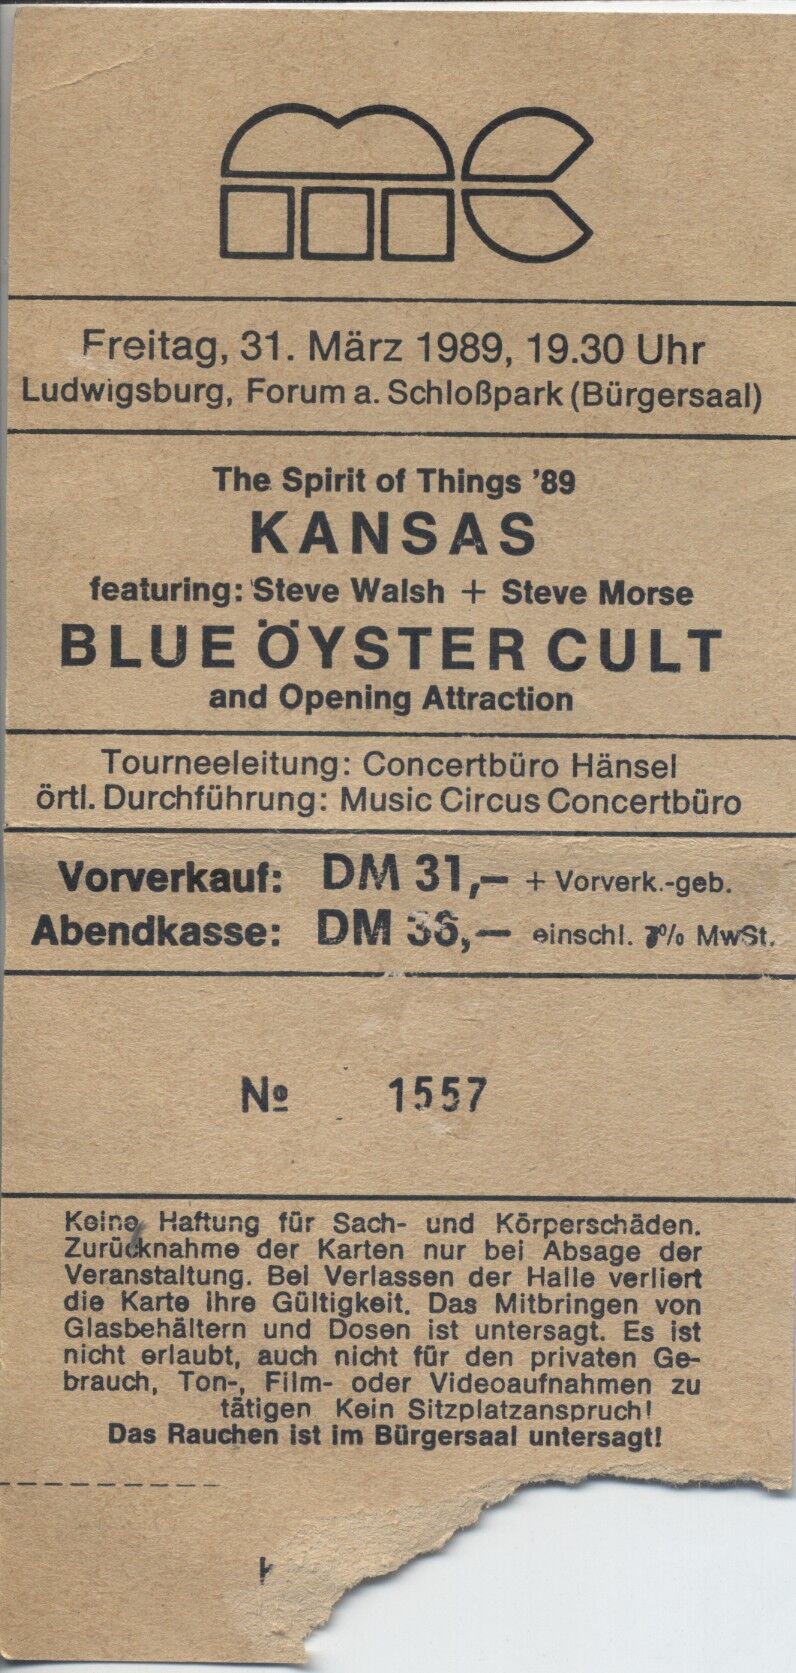 mc
Freitag, 31. März 1989, 19.30 Uhr
Ludwigsburg, Forum a. Schloßpark (Bürgersaal)
The Spirit of Things '89
KANSAS
featuring: Steve Walsh + Steve Morse
BLUE ÖYSTER CULT
and Opening Attraction
Tourneeleitung: Concertbüro Hänsel
örtl. Durchführung: Music Circus Concertbüro
Vorverkauf: DM 31,— + Vorverk.-geb.
Abendkasse: DM 36,— einschl. 7% MwSt.
№ 1557
Keine Haftung für Sach- und Körperschäden.
Zurücknahme der Karten nur bei Absage der
Veranstaltung. Bei Verlassen der Halle verliert
die Karte ihre Gültigkeit. Das Mitbringen von
Glasbehältern und Dosen ist untersagt. Es ist
nicht erlaubt, auch nicht für den privaten Ge-
brauch, Ton-, Film- oder Videoaufnahmen zu
tätigen Kein Sitzplatzanspruch!
Das Rauchen ist im Bürgersaal untersagt!